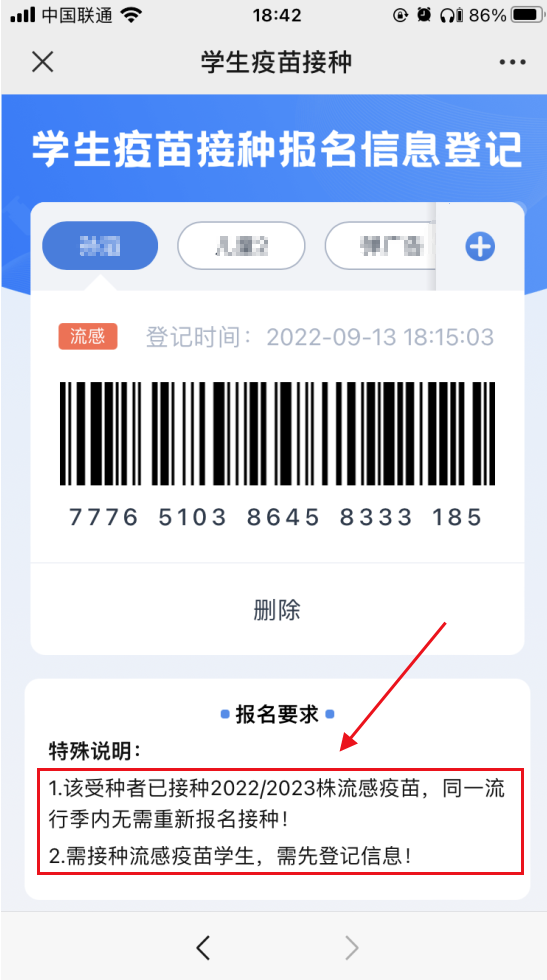 中国联通 18:42 86%
学生疫苗接种
学生疫苗接种报名信息登记
流感 登记时间：2022-09-13 18:15:03
7776 5103 8645 8333 185
删除
报名要求
特殊说明：
1.该受种者已接种2022/2023株流感疫苗，同一流
行季内无需重新报名接种！
2.需接种流感疫苗学生，需先登记信息！